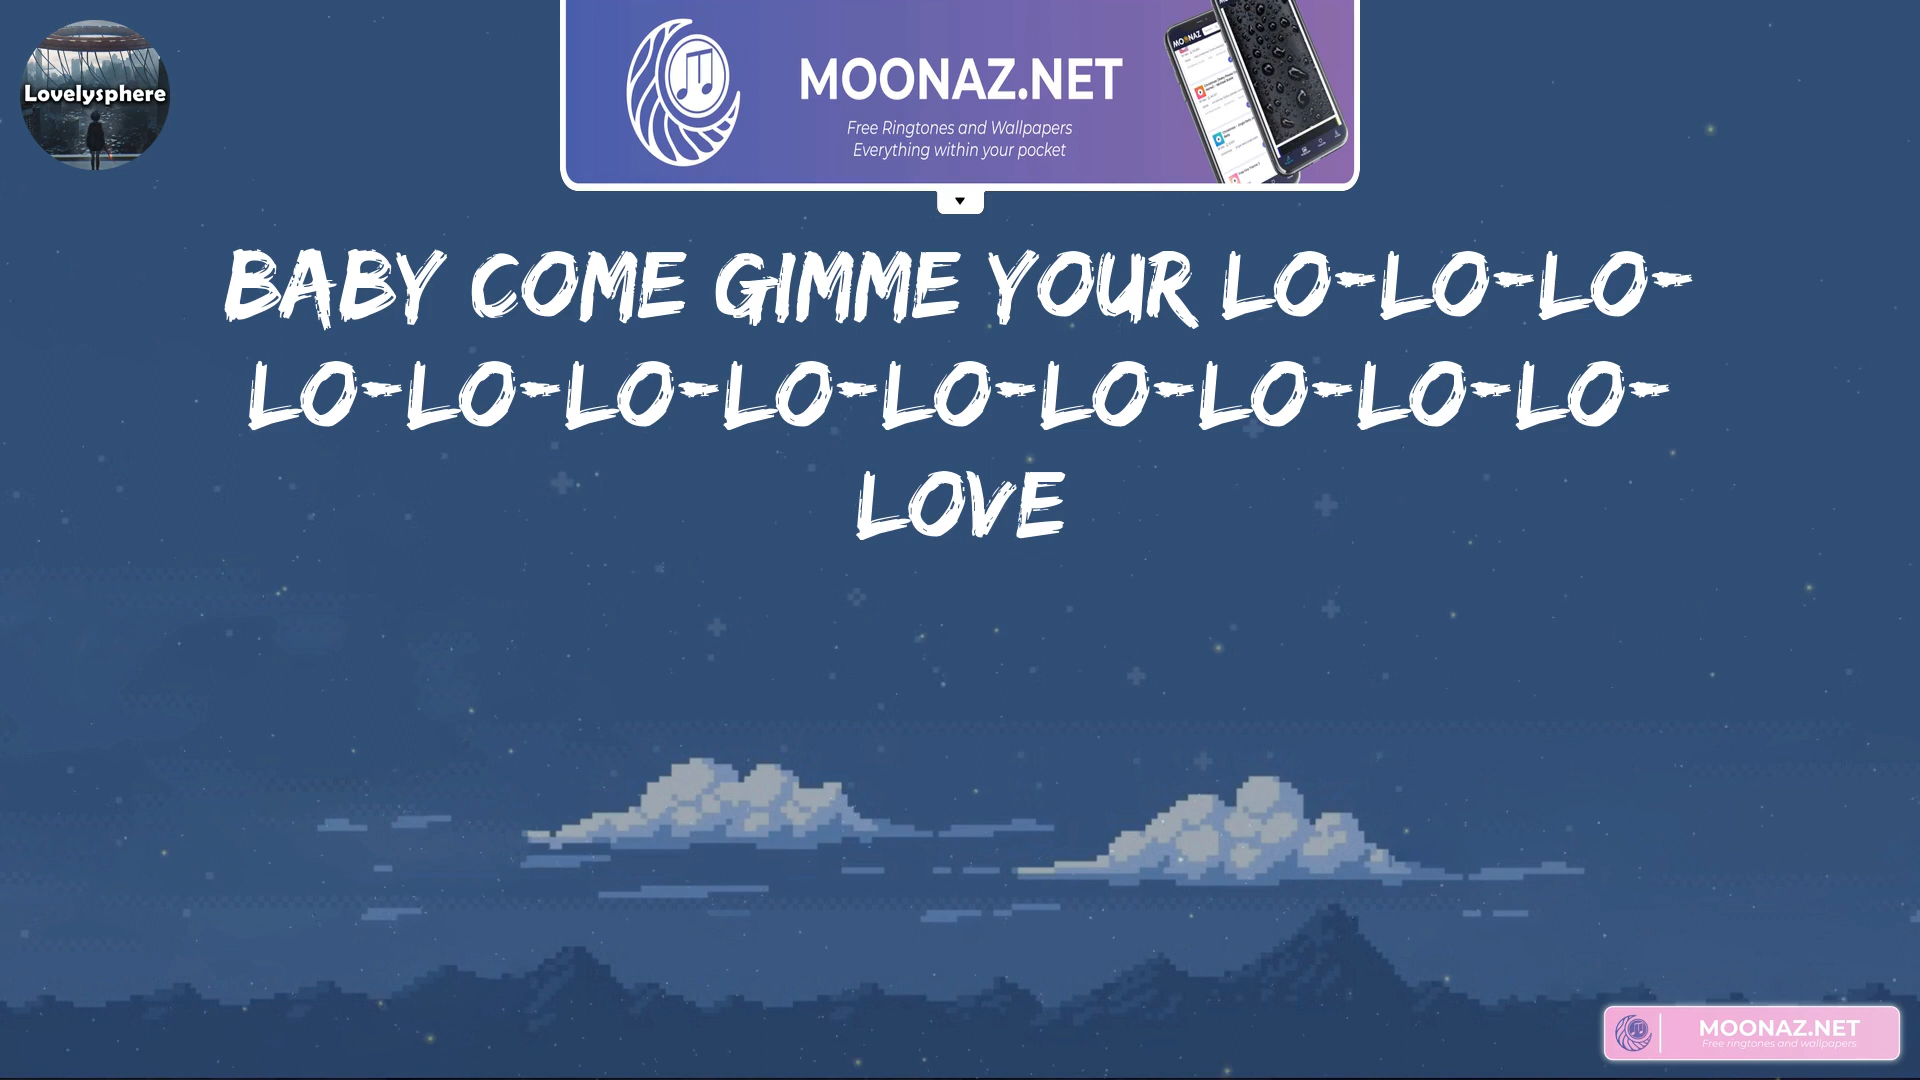 Lovelysphere
MOONAZ.NET
Free Ringtones and Wallpapers
Everything within your pocket
MOONAZ
BABY COME GIMME YOUR LO-LO-LO-
LO-LO-LO-LO-LO-LO-LO-LO-LO-
LOVE
MOONAZ.NET
Free ringtones and wallpapers